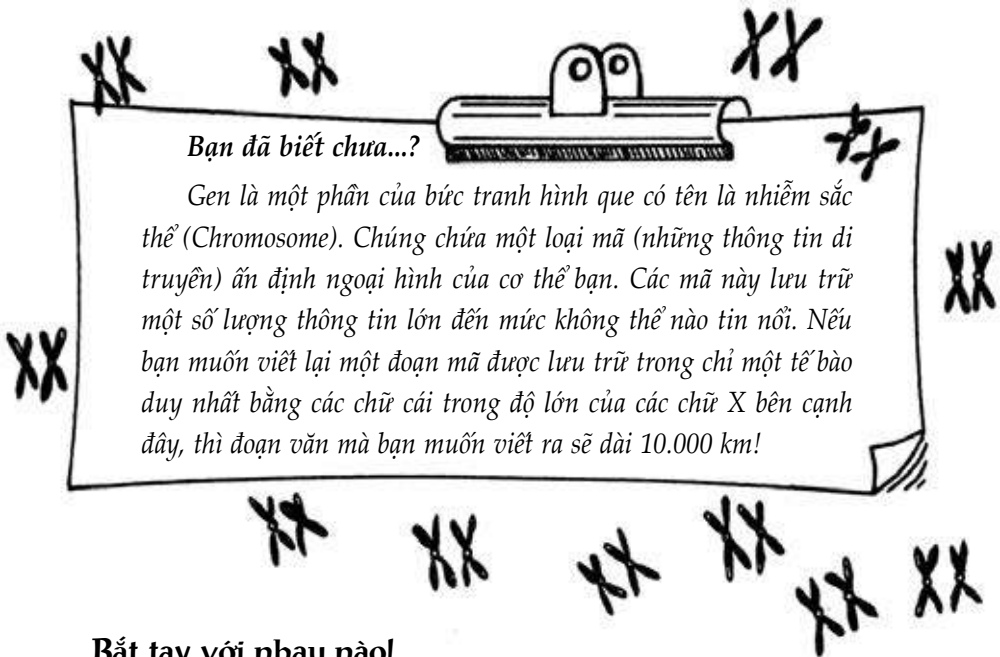 Bạn đã biết chưa...?
Gen là một phần của bức tranh hình que có tên là nhiễm sắc
thể (Chromosome). Chúng chứa một loại mã (những thông tin di
truyền) ấn định ngoại hình của cơ thể bạn. Các mã này lưu trữ
một số lượng thông tin lớn đến mức không thể nào tin nổi. Nếu
bạn muốn viết lại một đoạn mã được lưu trữ trong chỉ một tế bào
duy nhất bằng các chữ cái trong độ lớn của các chữ X bên cạnh
đây, thì đoạn văn mà bạn muốn viết ra sẽ dài 10.000 km!
Bắt tay với nhau nào!